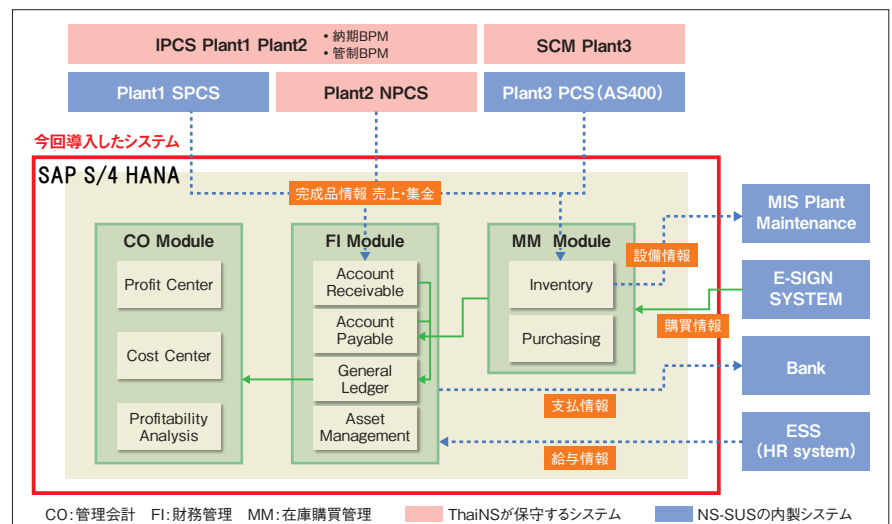 IPCS Plant1 Plant2
・納期BPM
・管制BPM
SCM Plant3
Plant1 SPCS
Plant2 NPCS
Plant3 PCS(AS400)
今回導入したシステム
SAP S/4 HANA
完成品情報 売上・集金
CO Module
Profit Center
Cost Center
Profitability
Analysis
FI Module
Account
Receivable
Account
Payable
General
Ledger
Asset
Management
MM Module
Inventory
Purchasing
設備情報
購買情報
支払情報
給与情報
MIS Plant
Maintenance
E-SIGN
SYSTEM
Bank
ESS
(HR system)
CO:管理会計 FI:財務管理 MM:在庫購買管理 ThaiNSが保守するシステム NS-SUSの内製システム